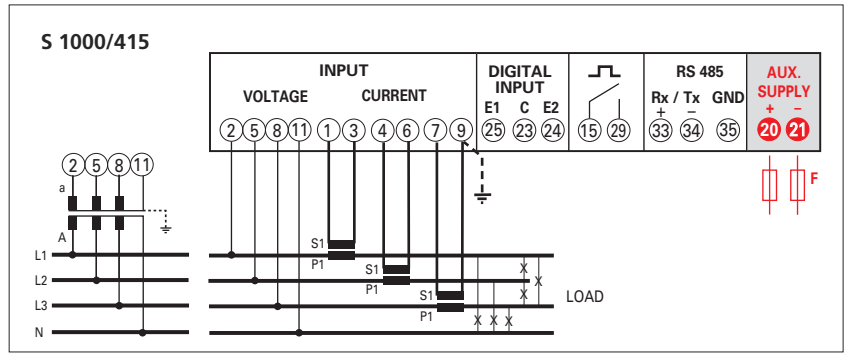 S 1000/415
INPUT
VOLTAGE CURRENT
DIGITAL
INPUT
E1 C E2
RS 485
Rx / Tx GND
+ −
AUX.
SUPPLY
+ −
2 5 8 11 1 3 4 6 7 9 25 23 24 15 29 33 34 35 20 21
F
2 5 8 11
a
A
L1
L2
L3
N
S1
P1
S1
P1
S1
P1
X
X X
X
X X X
LOAD